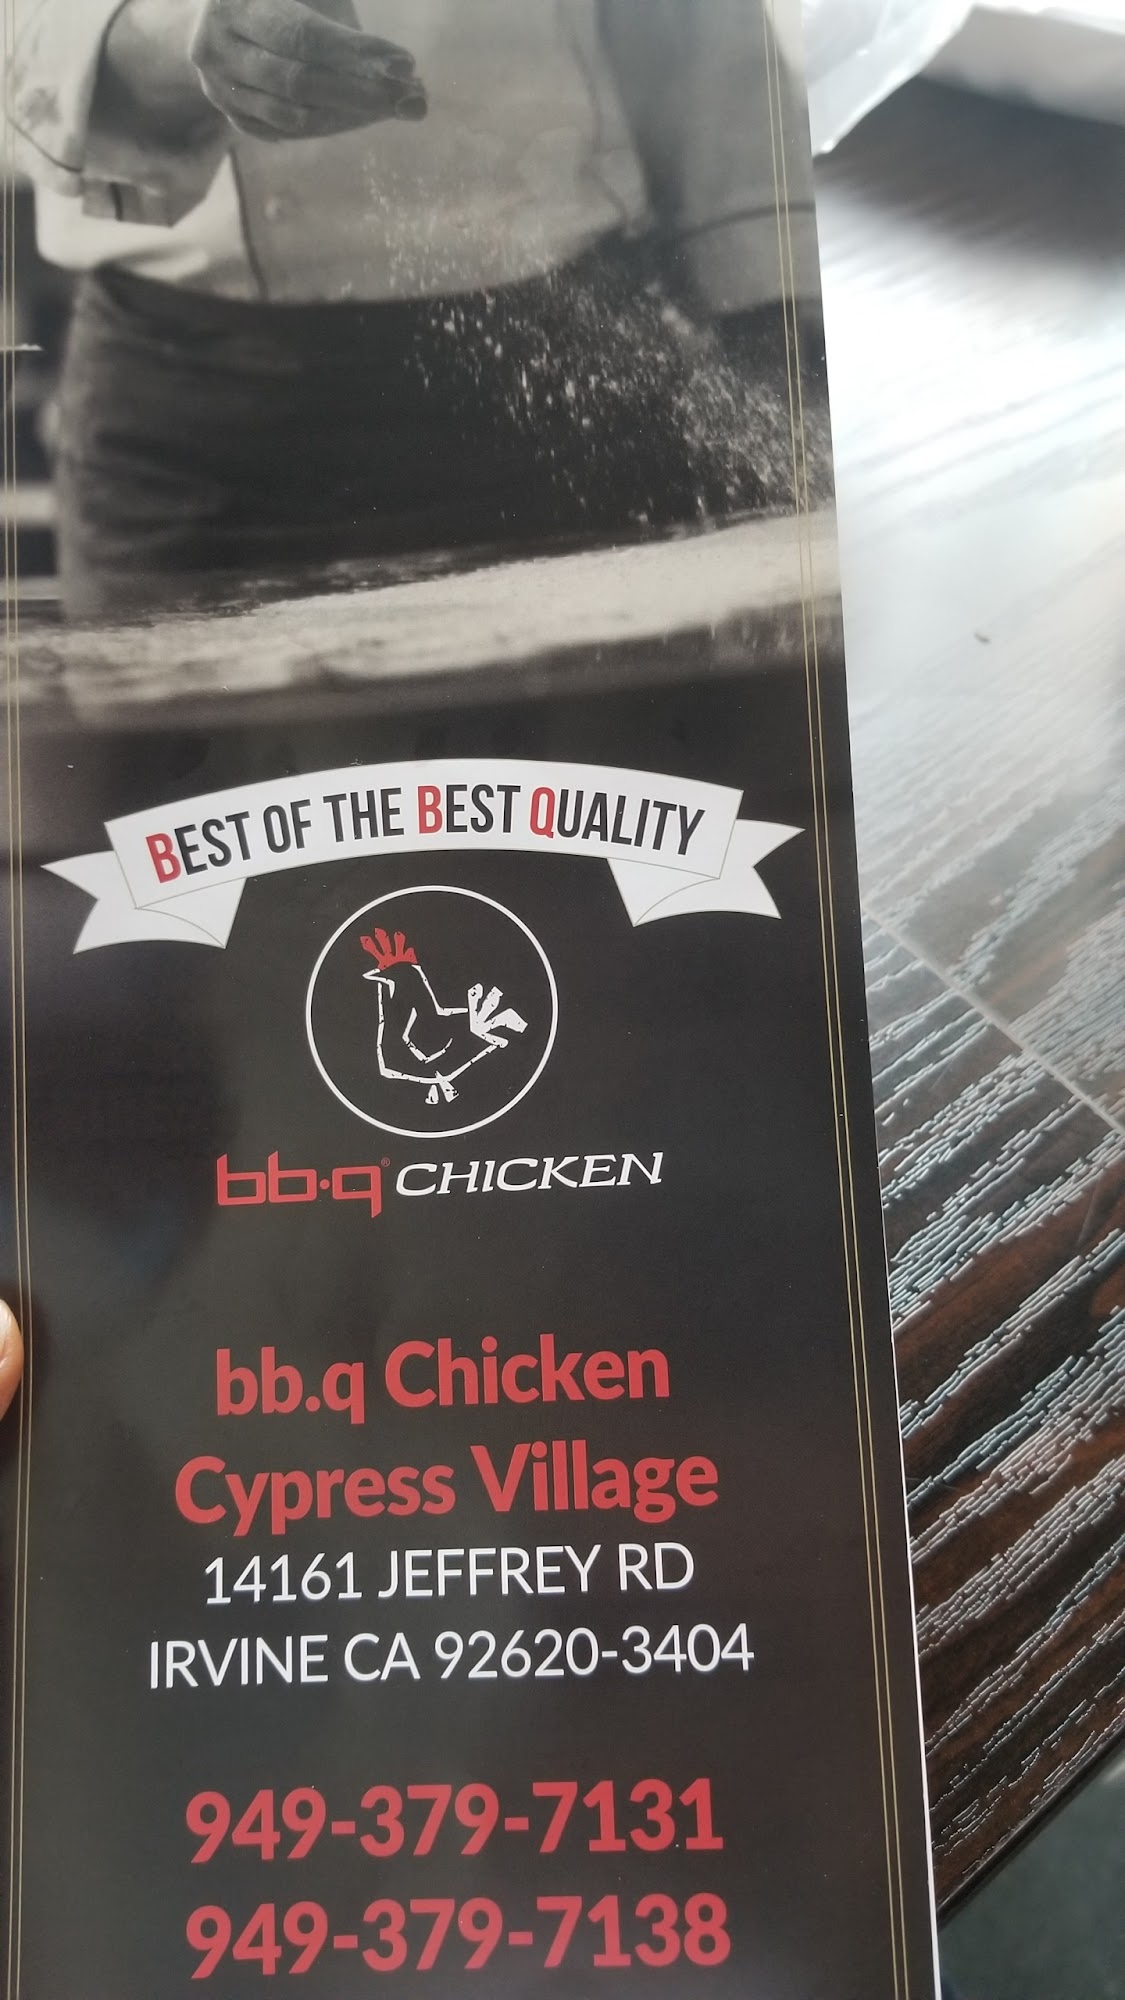 BEST OF THE BEST QUALITY
bb.q® CHICKEN
bb.q Chicken
Cypress Village
14161 JEFFREY RD
IRVINE CA 92620-3404
949-379-7131
949-379-7138